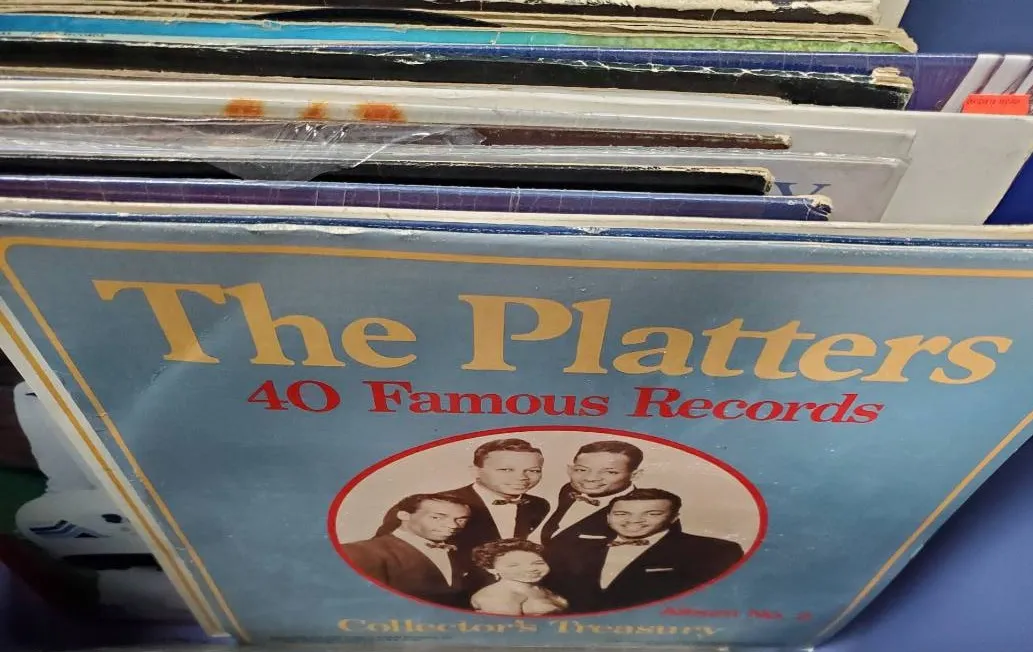 The Platters
40 Famous Records
Album No. 2
Collector's Treasury